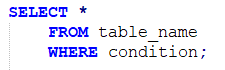 SELECT *
FROM table_name
WHERE condition;